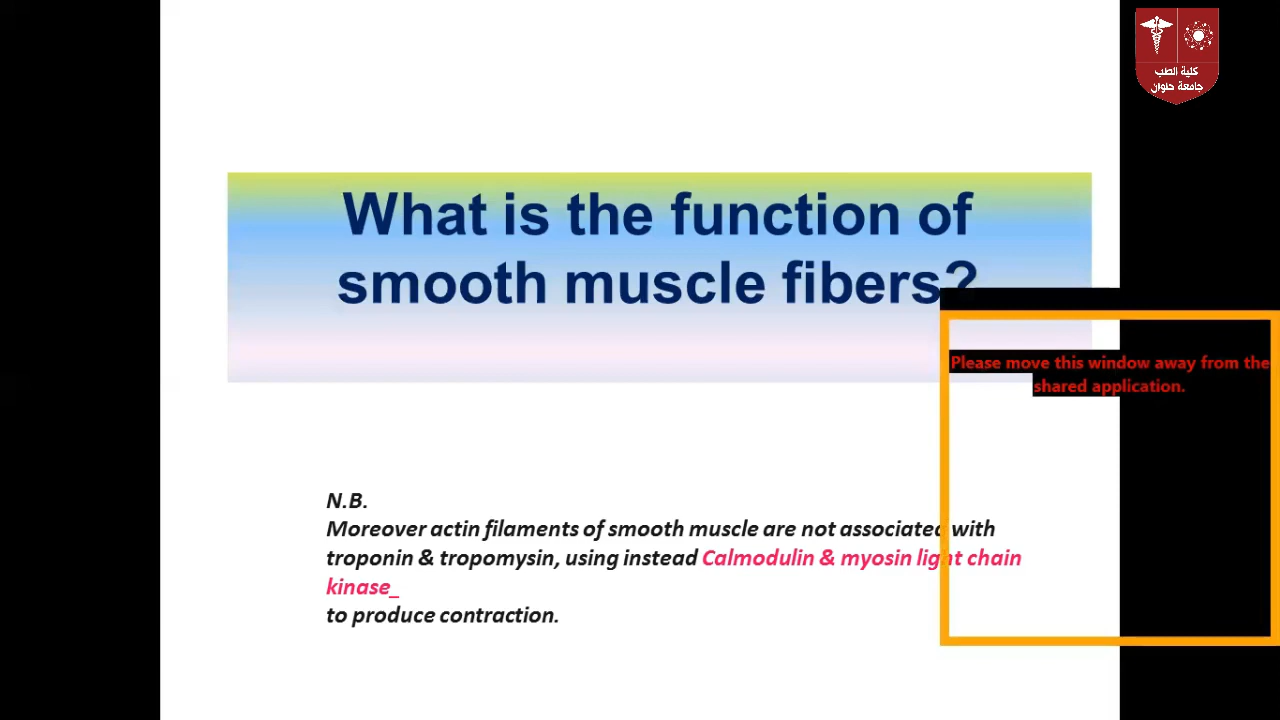 كلية الطب
جامعة حلوان
What is the function of
smooth muscle fibers?
Please move this window away from the
shared application.
N.B.
Moreover actin filaments of smooth muscle are not associated with
troponin & tropomysin, using instead Calmodulin & myosin light chain
kinase_
to produce contraction.